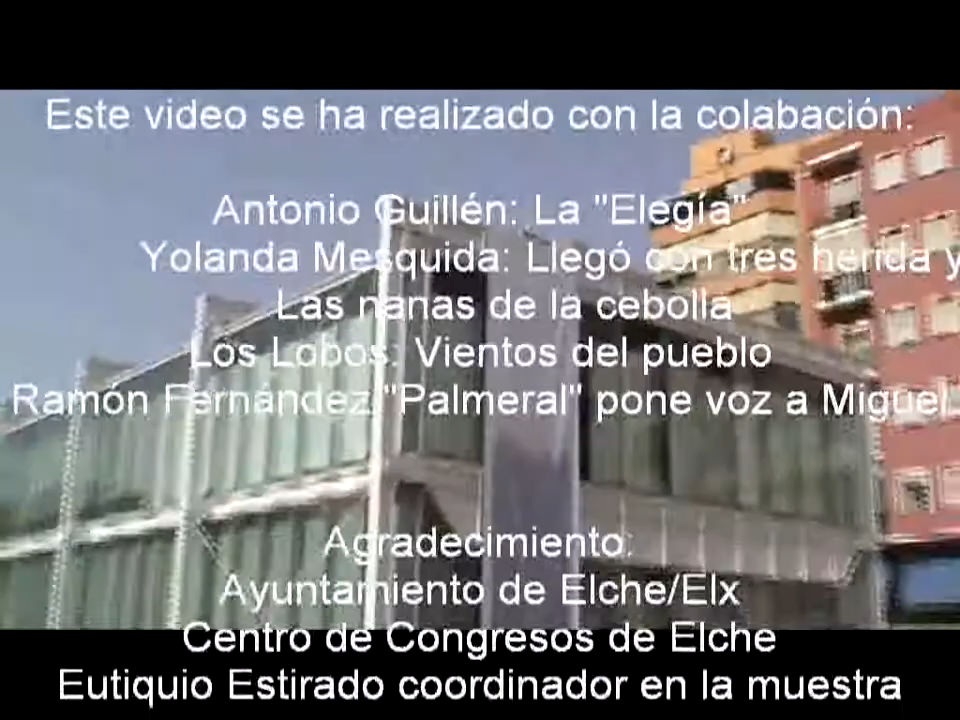 Este video se ha realizado con la colabación:
Antonio Guillén: La "Elegía"
Yolanda Mesquida: Llegó con tres herida y
Las nanas de la cebolla
Los Lobos: Vientos del pueblo
Ramón Fernández "Palmeral" pone voz a Miguel
Agradecimiento:
Ayuntamiento de Elche/Elx
Centro de Congresos de Elche
Eutiquio Estirado coordinador en la muestra